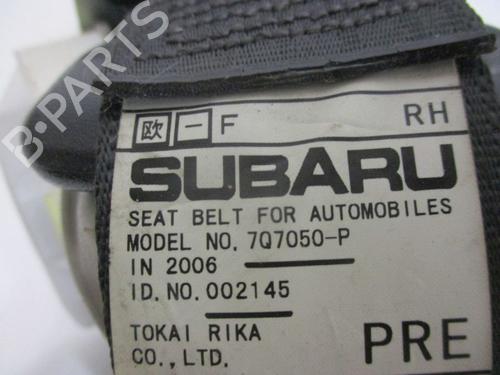 欧 一 F RH
SUBARU
SEAT BELT FOR AUTOMOBILES
MODEL NO. 7Q7050-P
IN 2006
ID.NO.002145
TOKAI RIKA
CO., LTD.
PRE
B-PARTS